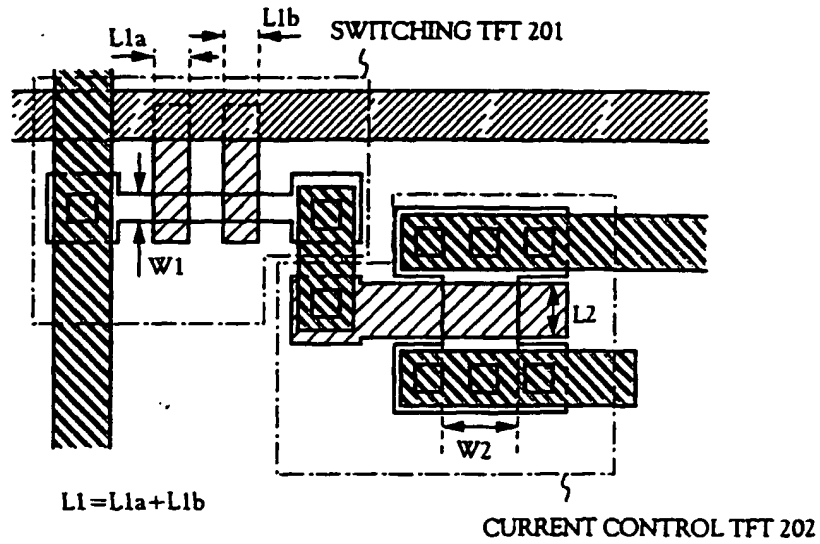 L1b
L1a
SWITCHING TFT 201
W1
L2
W2
L1=L1a+L1b
CURRENT CONTROL TFT 202